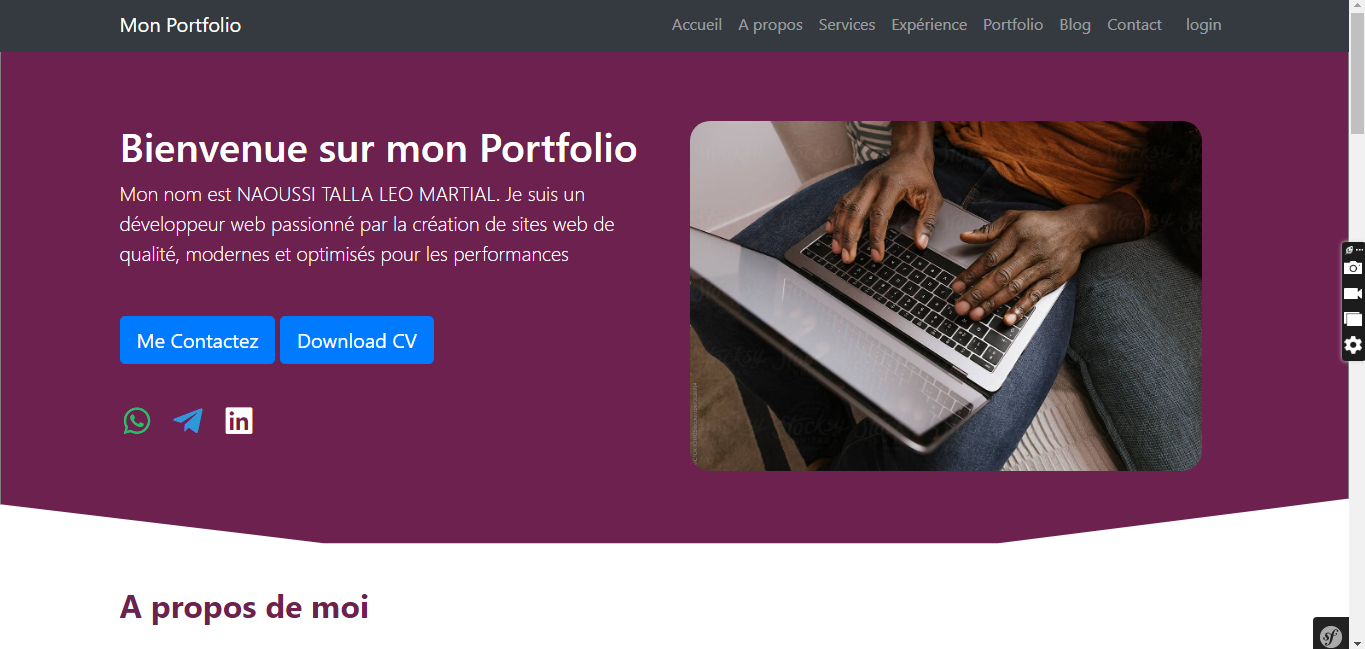 Mon Portfolio
Accueil A propos Services Expérience Portfolio Blog Contact login
Bienvenue sur mon Portfolio
Mon nom est NAOUSSI TALLA LEO MARTIAL. Je suis un
développeur web passionné par la création de sites web de
qualité, modernes et optimisés pour les performances
Me Contactez Download CV
in
sf
A propos de moi